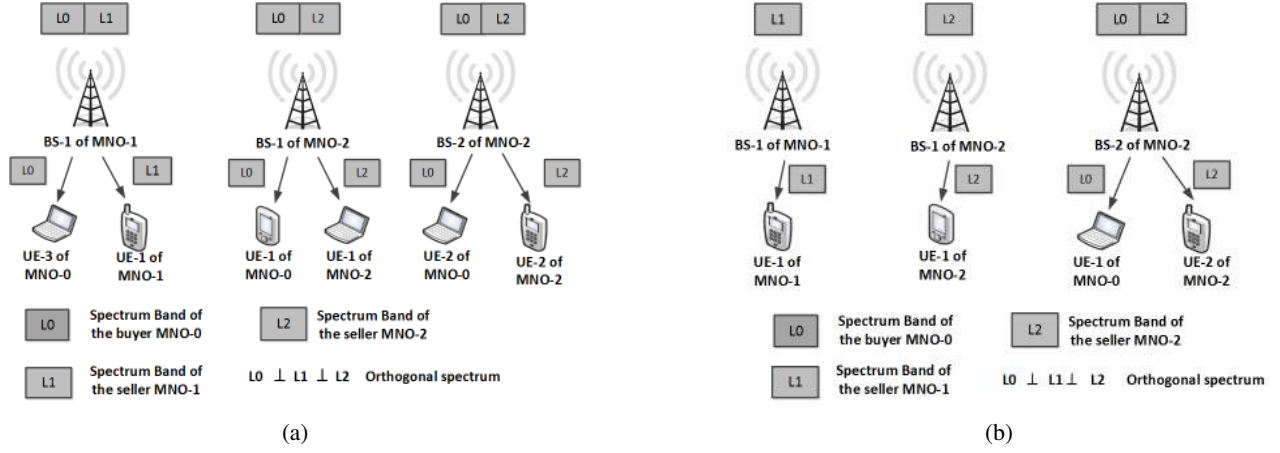 L0 L1
L0 L2
L0 L2
BS-1 of MNO-1
BS-1 of MNO-2
BS-2 of MNO-2
L0
L1
L0
L2
L0
L2
UE-3 of
MNO-0
UE-1 of
MNO-1
UE-1 of
MNO-0
UE-1 of
MNO-2
UE-2 of
MNO-0
UE-2 of
MNO-2
L0
Spectrum Band of
the buyer MNO-0
L2
Spectrum Band of
the seller MNO-2
L1
Spectrum Band of
the seller MNO-1
L0 ⊥ L1 ⊥ L2 Orthogonal spectrum
(a)
L1
L2
L0 L2
BS-1 of MNO-1
BS-1 of MNO-2
BS-2 of MNO-2
L1
L2
L0
L2
UE-1 of
MNO-1
UE-1 of
MNO-2
UE-1 of
MNO-0
UE-2 of
MNO-2
L0
Spectrum Band of
the buyer MNO-0
L2
Spectrum Band of
the seller MNO-2
L1
Spectrum Band of
the seller MNO-1
L0 ⊥ L1 ⊥ L2 Orthogonal spectrum
(b)